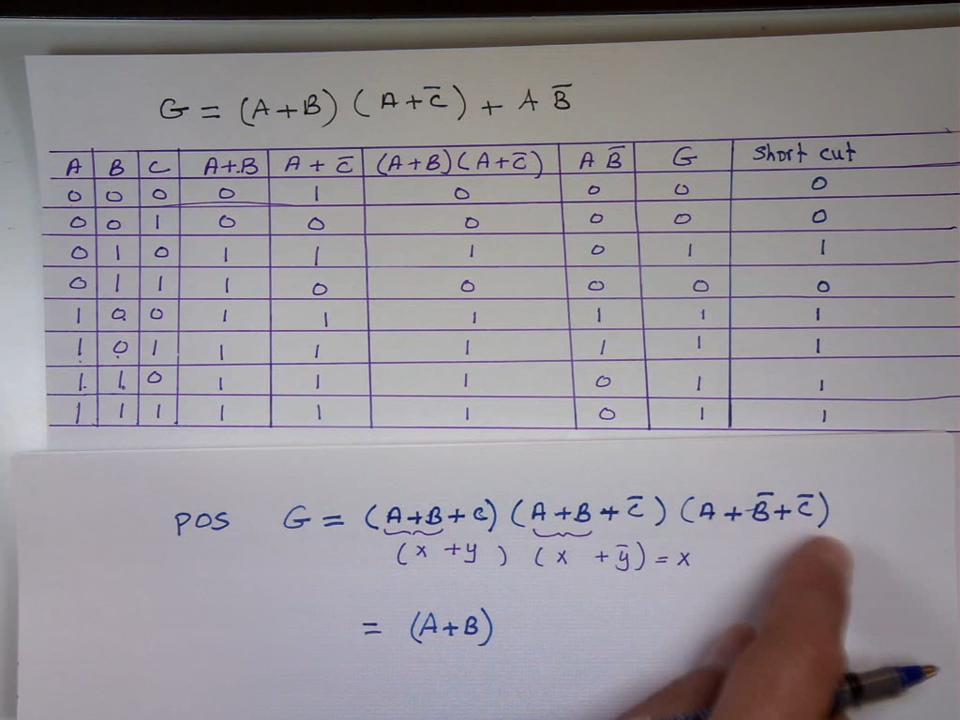 G = (A+B) (A+C̅) + A B̅
A B C A+B A + C̅ (A+B)(A+C̅) A B̅ G Short cut
0 0 0 0 1 0 0 0 0
0 0 1 0 0 0 0 0 0
0 1 0 1 1 1 0 1 1
0 1 1 1 0 0 0 0 0
1 0 0 1 1 1 1 1 1
1 0 1 1 1 1 1 1 1
1 1 0 1 1 1 0 1 1
1 1 1 1 1 1 0 1 1
POS G = (A+B+C) (A+B+C̅) (A+B̅+C̅)
(x +y) (x +y̅) = x
= (A+B)